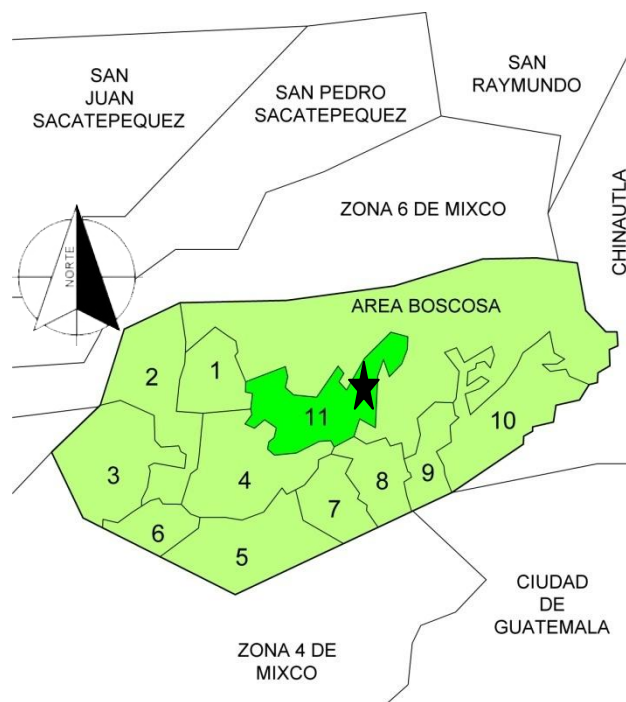 SAN
JUAN
SACATEPEQUEZ
SAN PEDRO
SACATEPEQUEZ
SAN
RAYMUNDO
CHINAUTLA
ZONA 6 DE MIXCO
NORTE
AREA BOSCOSA
1
2
3
4
5
6
7
8
9
10
11
CIUDAD
DE
GUATEMALA
ZONA 4 DE
MIXCO